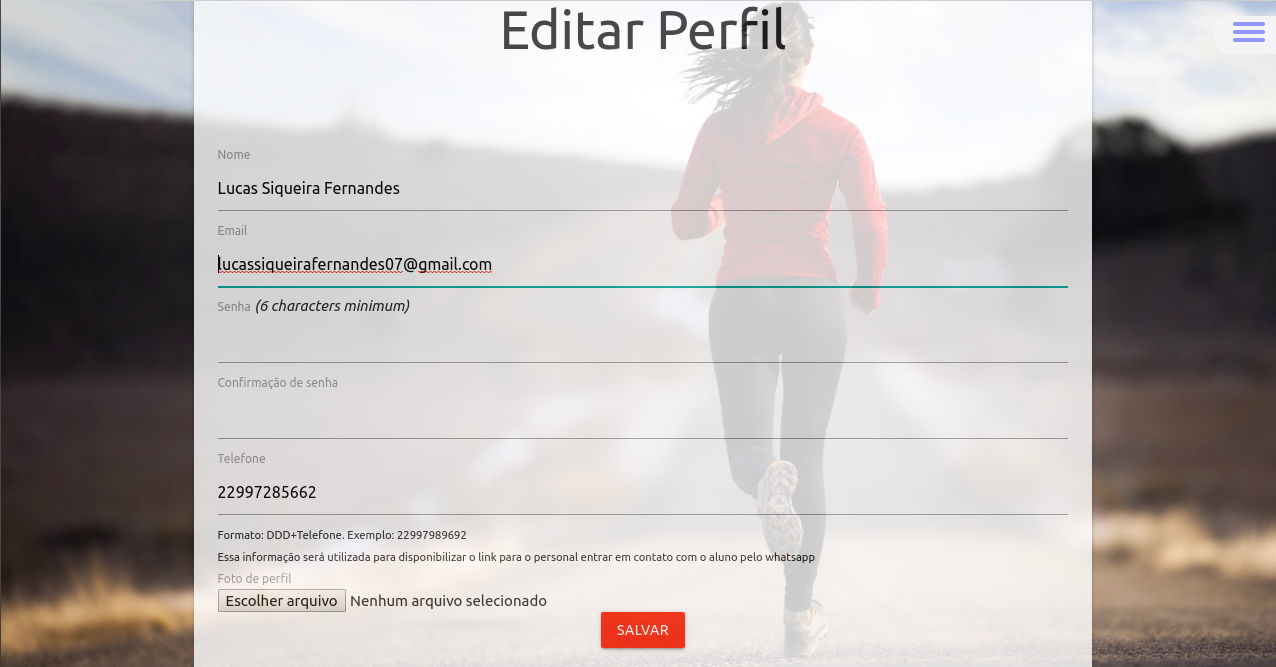 Editar Perfil
Nome
Lucas Siqueira Fernandes
Email
lucassiqueirafernandes07@gmail.com
Senha (6 characters minimum)
Confirmação de senha
Telefone
22997285662
Formato: DDD+Telefone. Exemplo: 22997989692
Essa informação será utilizada para disponibilizar o link para o personal entrar em contato com o aluno pelo whatsapp
Foto de perfil
Escolher arquivo Nenhum arquivo selecionado
SALVAR